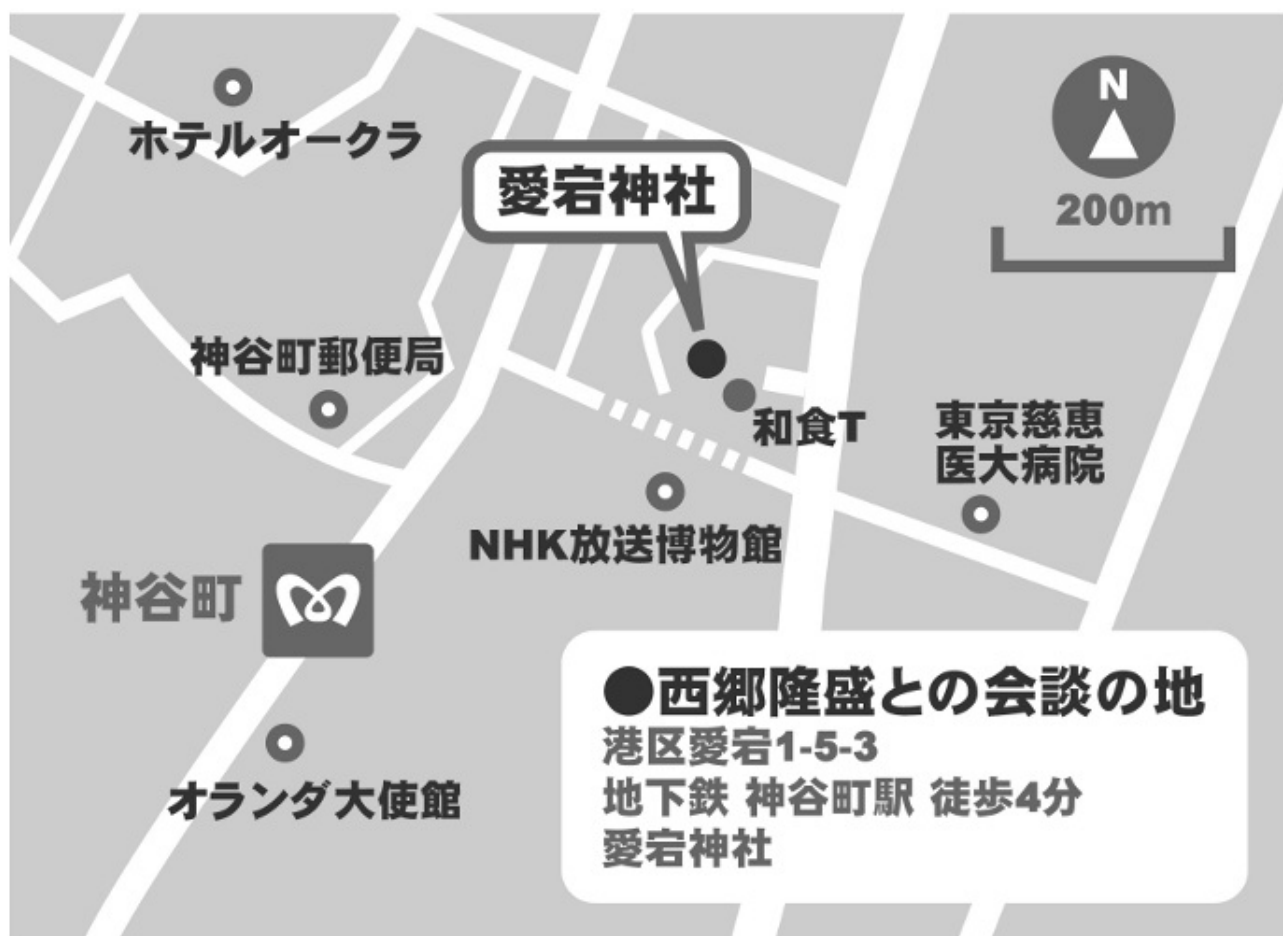 N
200m
ホテルオークラ
愛宕神社
神谷町郵便局
和食T
東京慈恵
医大病院
NHK放送博物館
神谷町
オランダ大使館
●西郷隆盛との会談の地
港区愛宕1-5-3
地下鉄 神谷町駅 徒歩4分
愛宕神社